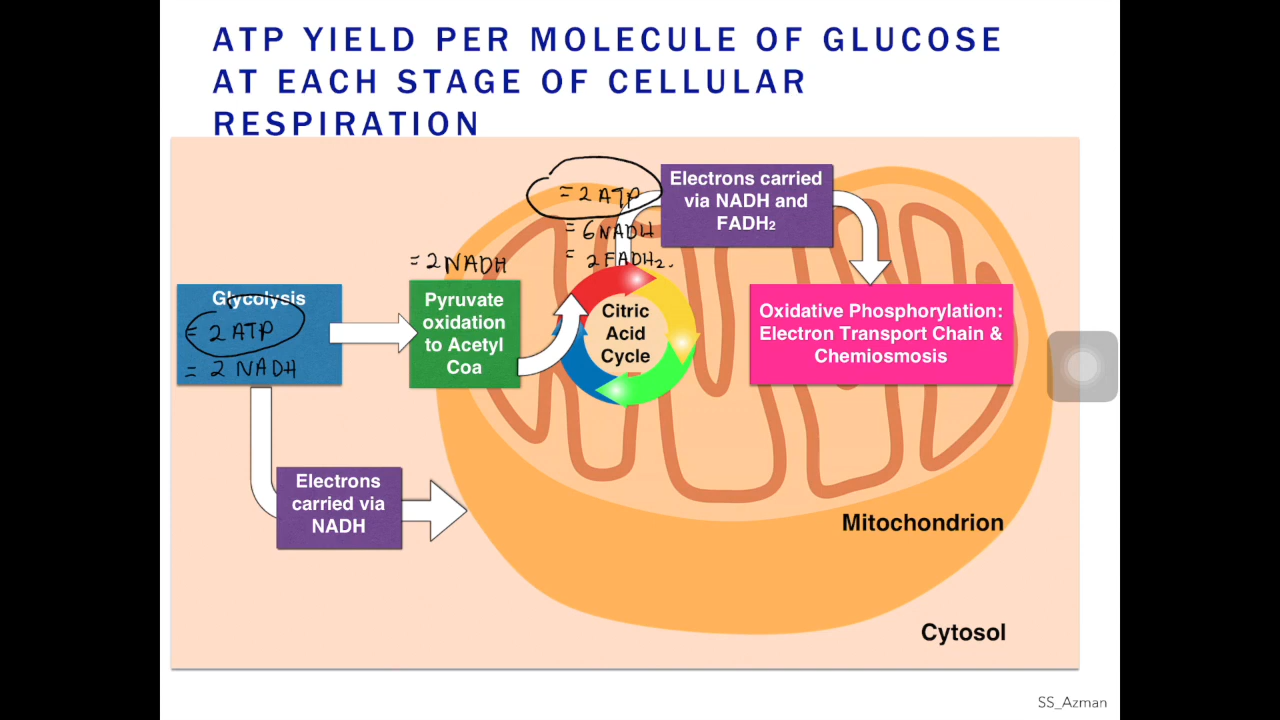 ATP YIELD PER MOLECULE OF GLUCOSE
AT EACH STAGE OF CELLULAR
RESPIRATION
= 2 ATP
= 6 NADH
= 2 FADH₂.
Electrons carried
via NADH and
FADH₂
= 2 NADH
Glycolysis
= 2 ATP
= 2 NADH
Pyruvate
oxidation
to Acetyl
Coa
Citric
Acid
Cycle
Oxidative Phosphorylation:
Electron Transport Chain &
Chemiosmosis
Electrons
carried via
NADH
Mitochondrion
Cytosol
SS_Azman